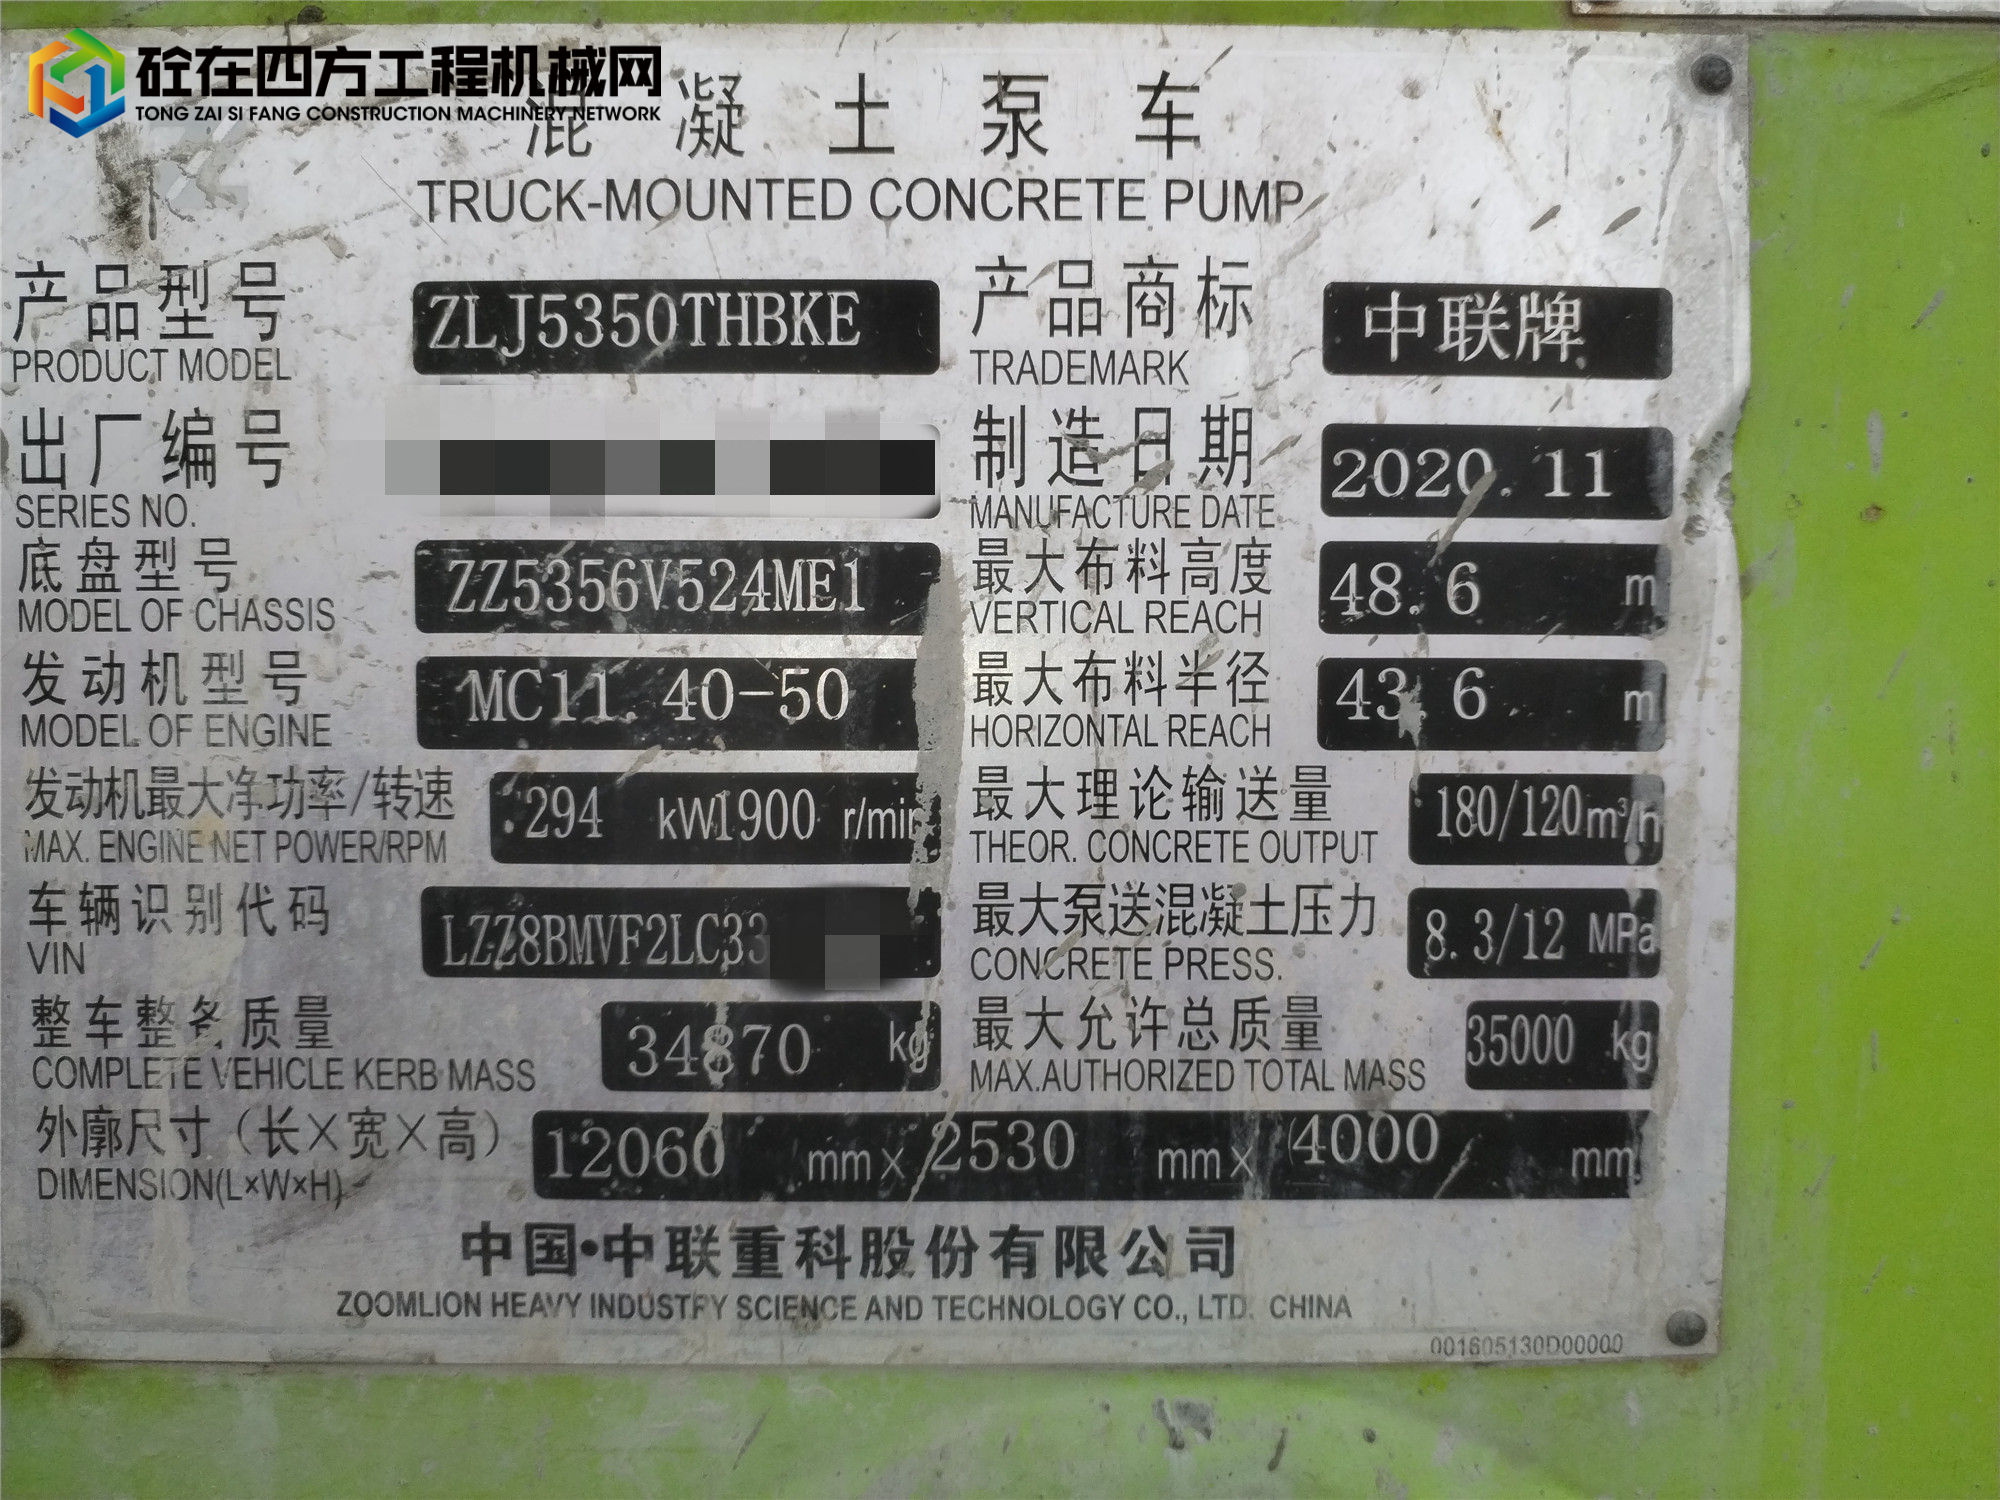 砼在四方工程机械网
TONG ZAI SI FANG CONSTRUCTION MACHINERY NETWORK
混凝土泵车
TRUCK-MOUNTED CONCRETE PUMP
产品型号 ZLJ5350THBKE 产品商标 中联牌
PRODUCT MODEL TRADEMARK
出厂编号 制造日期 2020.11
SERIES NO. MANUFACTURE DATE
底盘型号 ZZ5356V524ME1 最大布料高度 48.6 m
MODEL OF CHASSIS VERTICAL REACH
发动机型号 MC11.40-50 最大布料半径 43.6 m
MODEL OF ENGINE HORIZONTAL REACH
发动机最大净功率/转速 294 kW 1900 r/min 最大理论输送量 180/120 m³/h
MAX. ENGINE NET POWER/RPM THEOR. CONCRETE OUTPUT
车辆识别代码 LZZ8BMVF2LC33 最大泵送混凝土压力 8.3/12 MPa
VIN CONCRETE PRESS.
整车整备质量 34870 kg 最大允许总质量 35000 kg
COMPLETE VEHICLE KERB MASS MAX.AUTHORIZED TOTAL MASS
外廓尺寸（长×宽×高） 12060 mm× 2530 mm× 4000 mm
DIMENSION(L×W×H)
中国·中联重科股份有限公司
ZOOMLION HEAVY INDUSTRY SCIENCE AND TECHNOLOGY CO., LTD. CHINA
001605130D00000